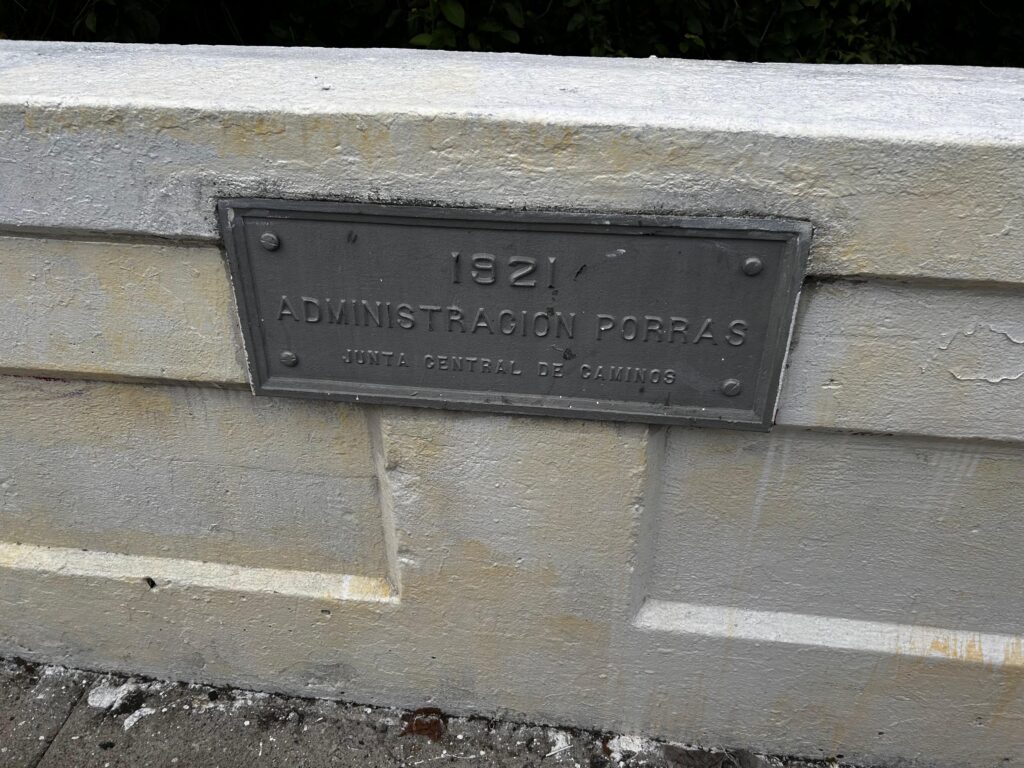 1921
ADMINISTRACION PORRAS
JUNTA CENTRAL DE CAMINOS